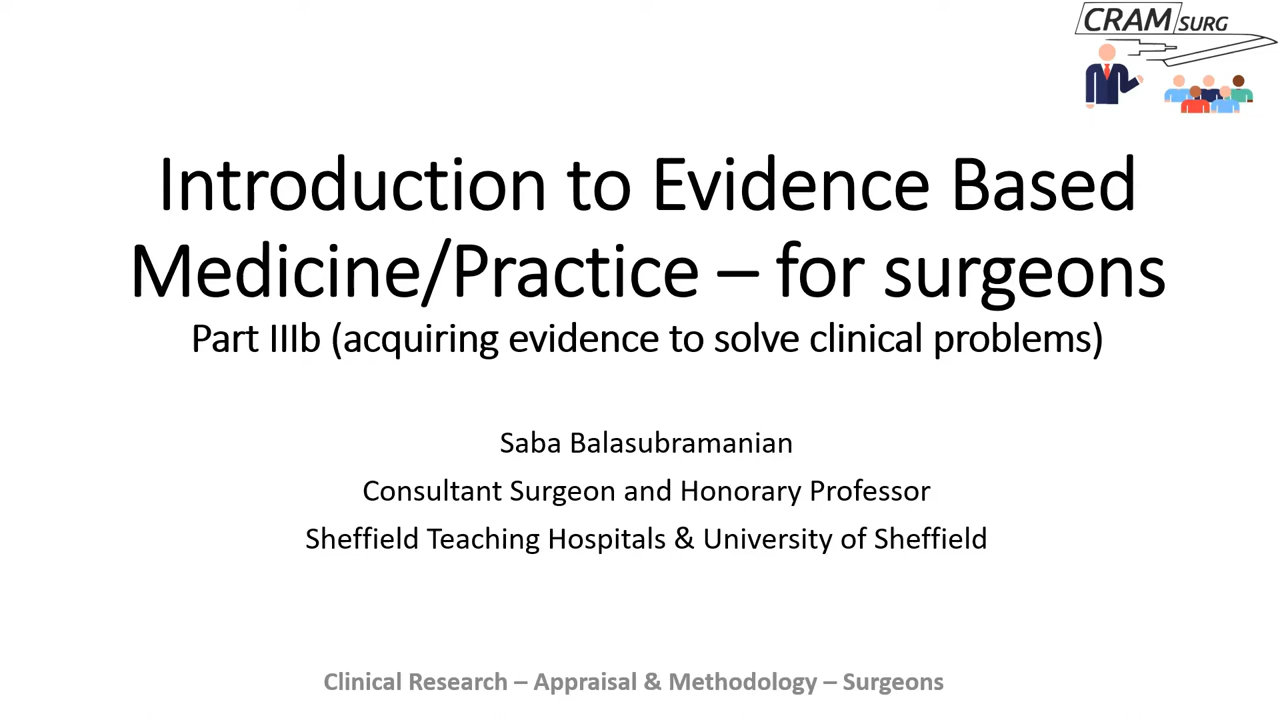 CRAM SURG
Introduction to Evidence Based
Medicine/Practice – for surgeons
Part IIIb (acquiring evidence to solve clinical problems)
Saba Balasubramanian
Consultant Surgeon and Honorary Professor
Sheffield Teaching Hospitals & University of Sheffield
Clinical Research – Appraisal & Methodology – Surgeons